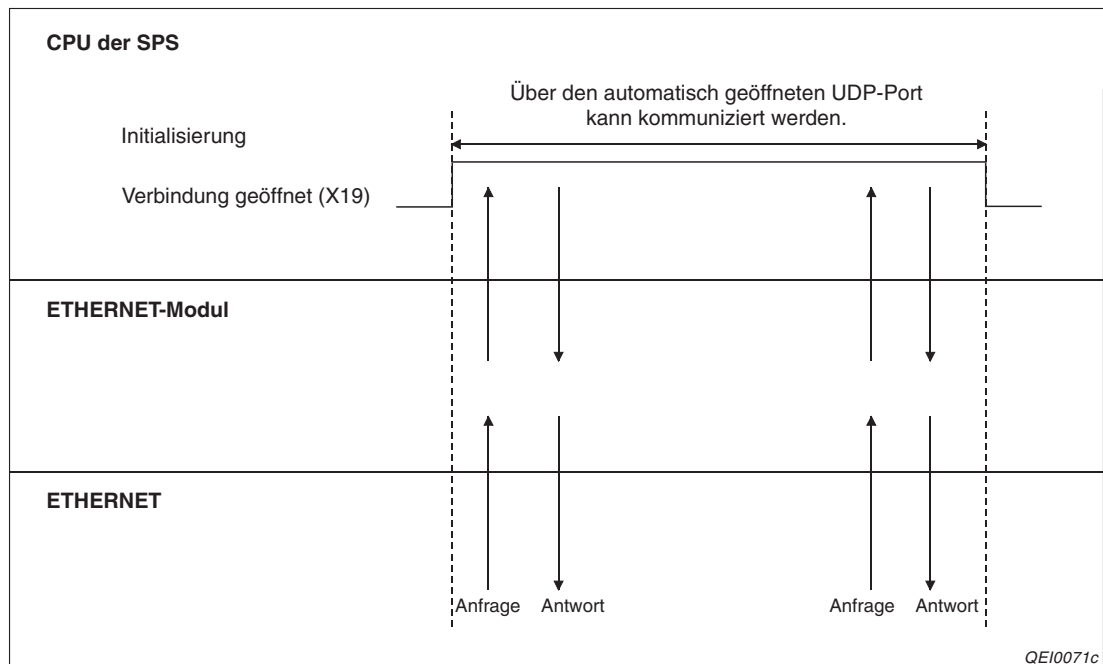 CPU der SPS
Über den automatisch geöffneten UDP-Port
kann kommuniziert werden.
Initialisierung
Verbindung geöffnet (X19)
ETHERNET-Modul
ETHERNET
Anfrage Antwort Anfrage Antwort
QEI0071c